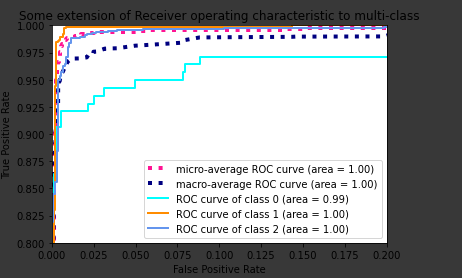 Some extension of Receiver operating characteristic to multi-class
1.000
0.975
0.950
0.925
0.900
0.875
0.850
0.825
0.800
True Positive Rate
micro-average ROC curve (area = 1.00)
macro-average ROC curve (area = 1.00)
ROC curve of class 0 (area = 0.99)
ROC curve of class 1 (area = 1.00)
ROC curve of class 2 (area = 1.00)
0.000 0.025 0.050 0.075 0.100 0.125 0.150 0.175 0.200
False Positive Rate